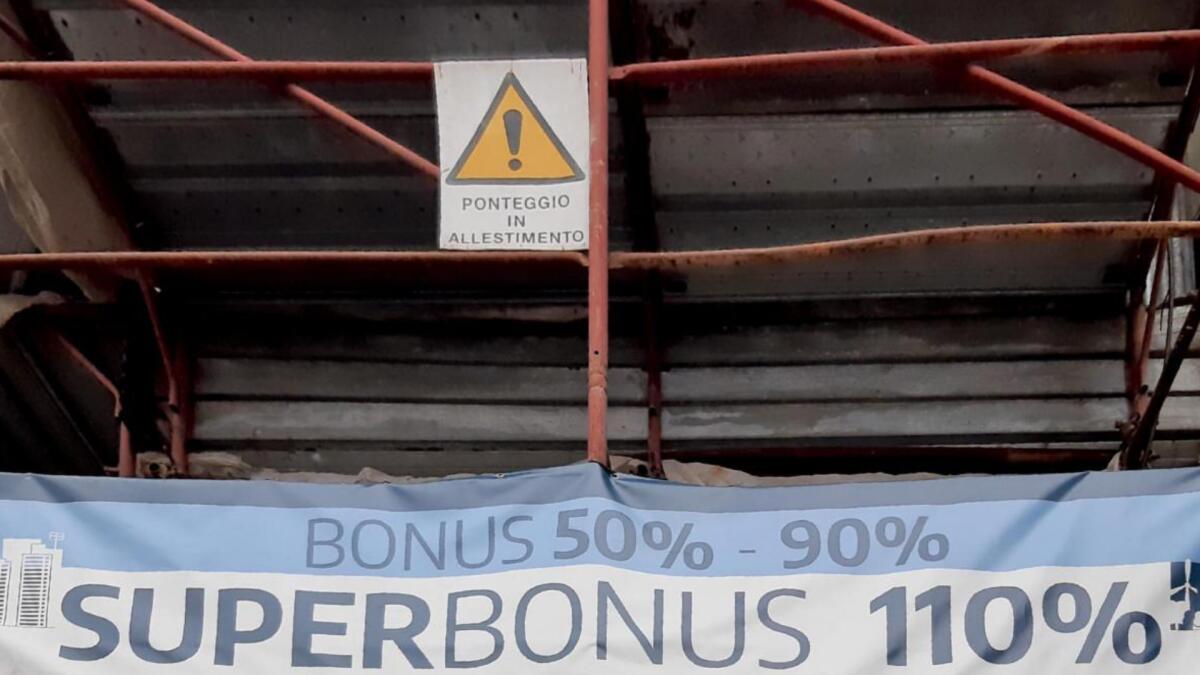 PONTEGGIO
IN
ALLESTIMENTO
BONUS 50% - 90%
SUPERBONUS 110%